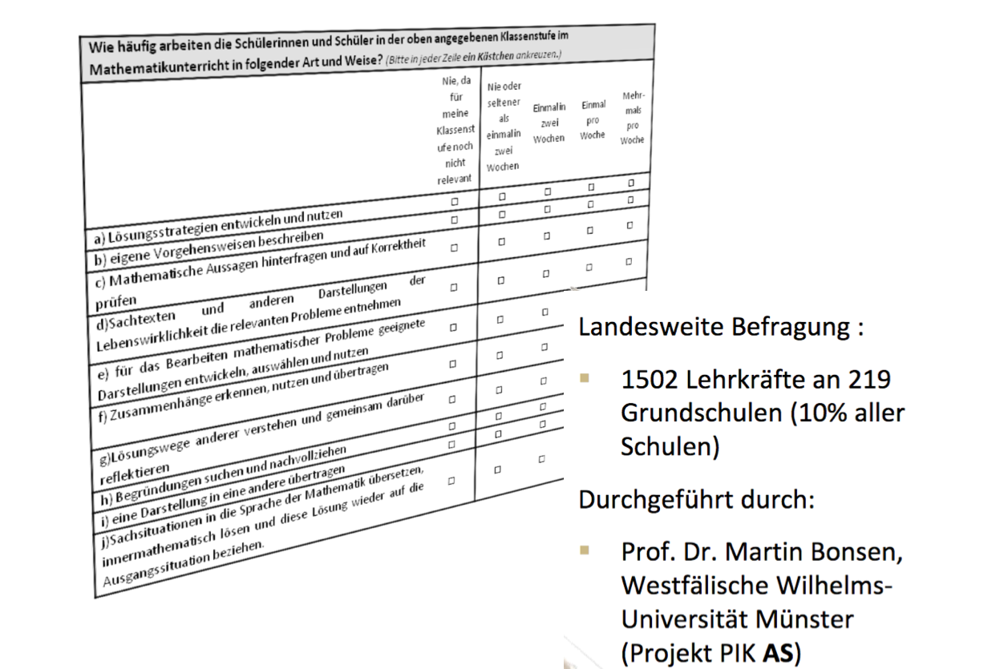 Wie häufig arbeiten die Schülerinnen und Schüler in der oben angegebenen Klassenstufe im
Mathematikunterricht in folgender Art und Weise? (Bitte in jeder Zeile ein Kästchen ankreuzen.)
Nie, da
für
meine
Klassenst
ufe noch
nicht
relevant
Nie oder
seltener
als
einmal in
zwei
Wochen
Einmal in
zwei
Wochen
Einmal
pro
Woche
Mehr-
mals
pro
Woche
a) Lösungsstrategien entwickeln und nutzen
b) eigene Vorgehensweisen beschreiben
c) Mathematische Aussagen hinterfragen und auf Korrektheit
prüfen
d)Sachtexten und anderen Darstellungen der
Lebenswirklichkeit die relevanten Probleme entnehmen
e) für das Bearbeiten mathematischer Probleme geeignete
Darstellungen entwickeln, auswählen und nutzen
f) Zusammenhänge erkennen, nutzen und übertragen
g)Lösungswege anderer verstehen und gemeinsam darüber
reflektieren
h) Begründungen suchen und nachvollziehen
i) eine Darstellung in eine andere übertragen
j)Sachsituationen in die Sprache der Mathematik übersetzen,
innermathematisch lösen und diese Lösung wieder auf die
Ausgangssituation beziehen.
Landesweite Befragung :
1502 Lehrkräfte an 219
Grundschulen (10% aller
Schulen)
Durchgeführt durch:
Prof. Dr. Martin Bonsen,
Westfälische Wilhelms-
Universität Münster
(Projekt PIK AS)